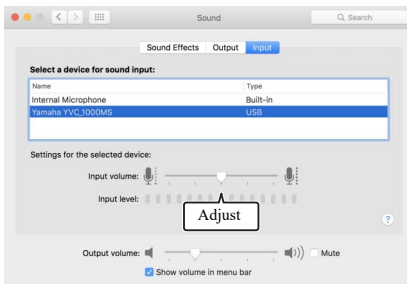 Sound
Search
Sound Effects Output Input
Select a device for sound input:
Name Type
Internal Microphone Built-in
Yamaha YVC_1000MS USB
Settings for the selected device:
Input volume:
Input level:
Adjust
?
Output volume: Mute
Show volume in menu bar